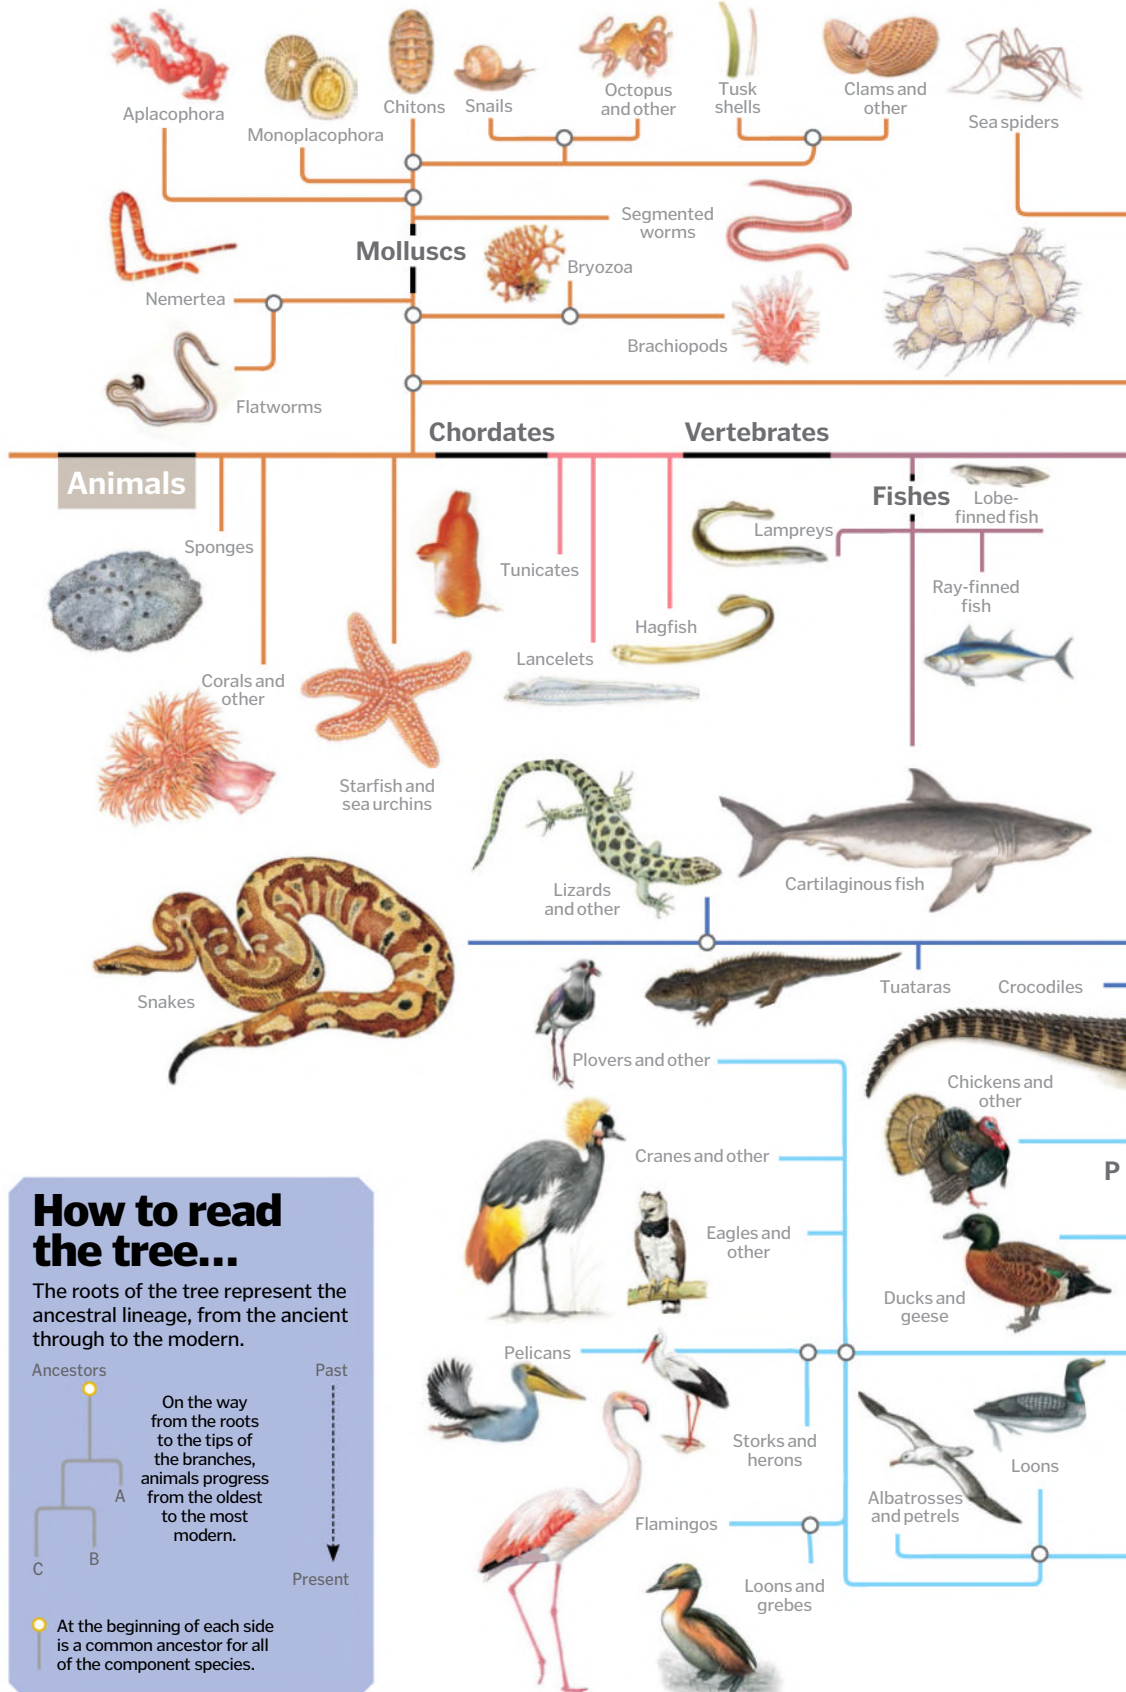 Aplacophora
Monoplacophora
Chitons
Snails
Octopus
and other
Tusk
shells
Clams and
other
Sea spiders
Segmented
worms
Molluscs
Bryozoa
Nemertea
Brachiopods
Flatworms
Chordates
Vertebrates
Animals
Fishes
Lobe-
finned fish
Lampreys
Sponges
Tunicates
Ray-finned
fish
Hagfish
Lancelets
Corals and
other
Starfish and
sea urchins
Cartilaginous fish
Lizards
and other
Snakes
Tuataras
Crocodiles
Plovers and other
Chickens and
other
Cranes and other
P
Eagles and
other
Ducks and
geese
Pelicans
Storks and
herons
Loons
Albatrosses
and petrels
Flamingos
Loons and
grebes
How to read
the tree...
The roots of the tree represent the
ancestral lineage, from the ancient
through to the modern.
Ancestors
Past
On the way
from the roots
to the tips of
the branches,
animals progress
from the oldest
to the most
modern.
A
B
C
Present
At the beginning of each side
is a common ancestor for all
of the component species.